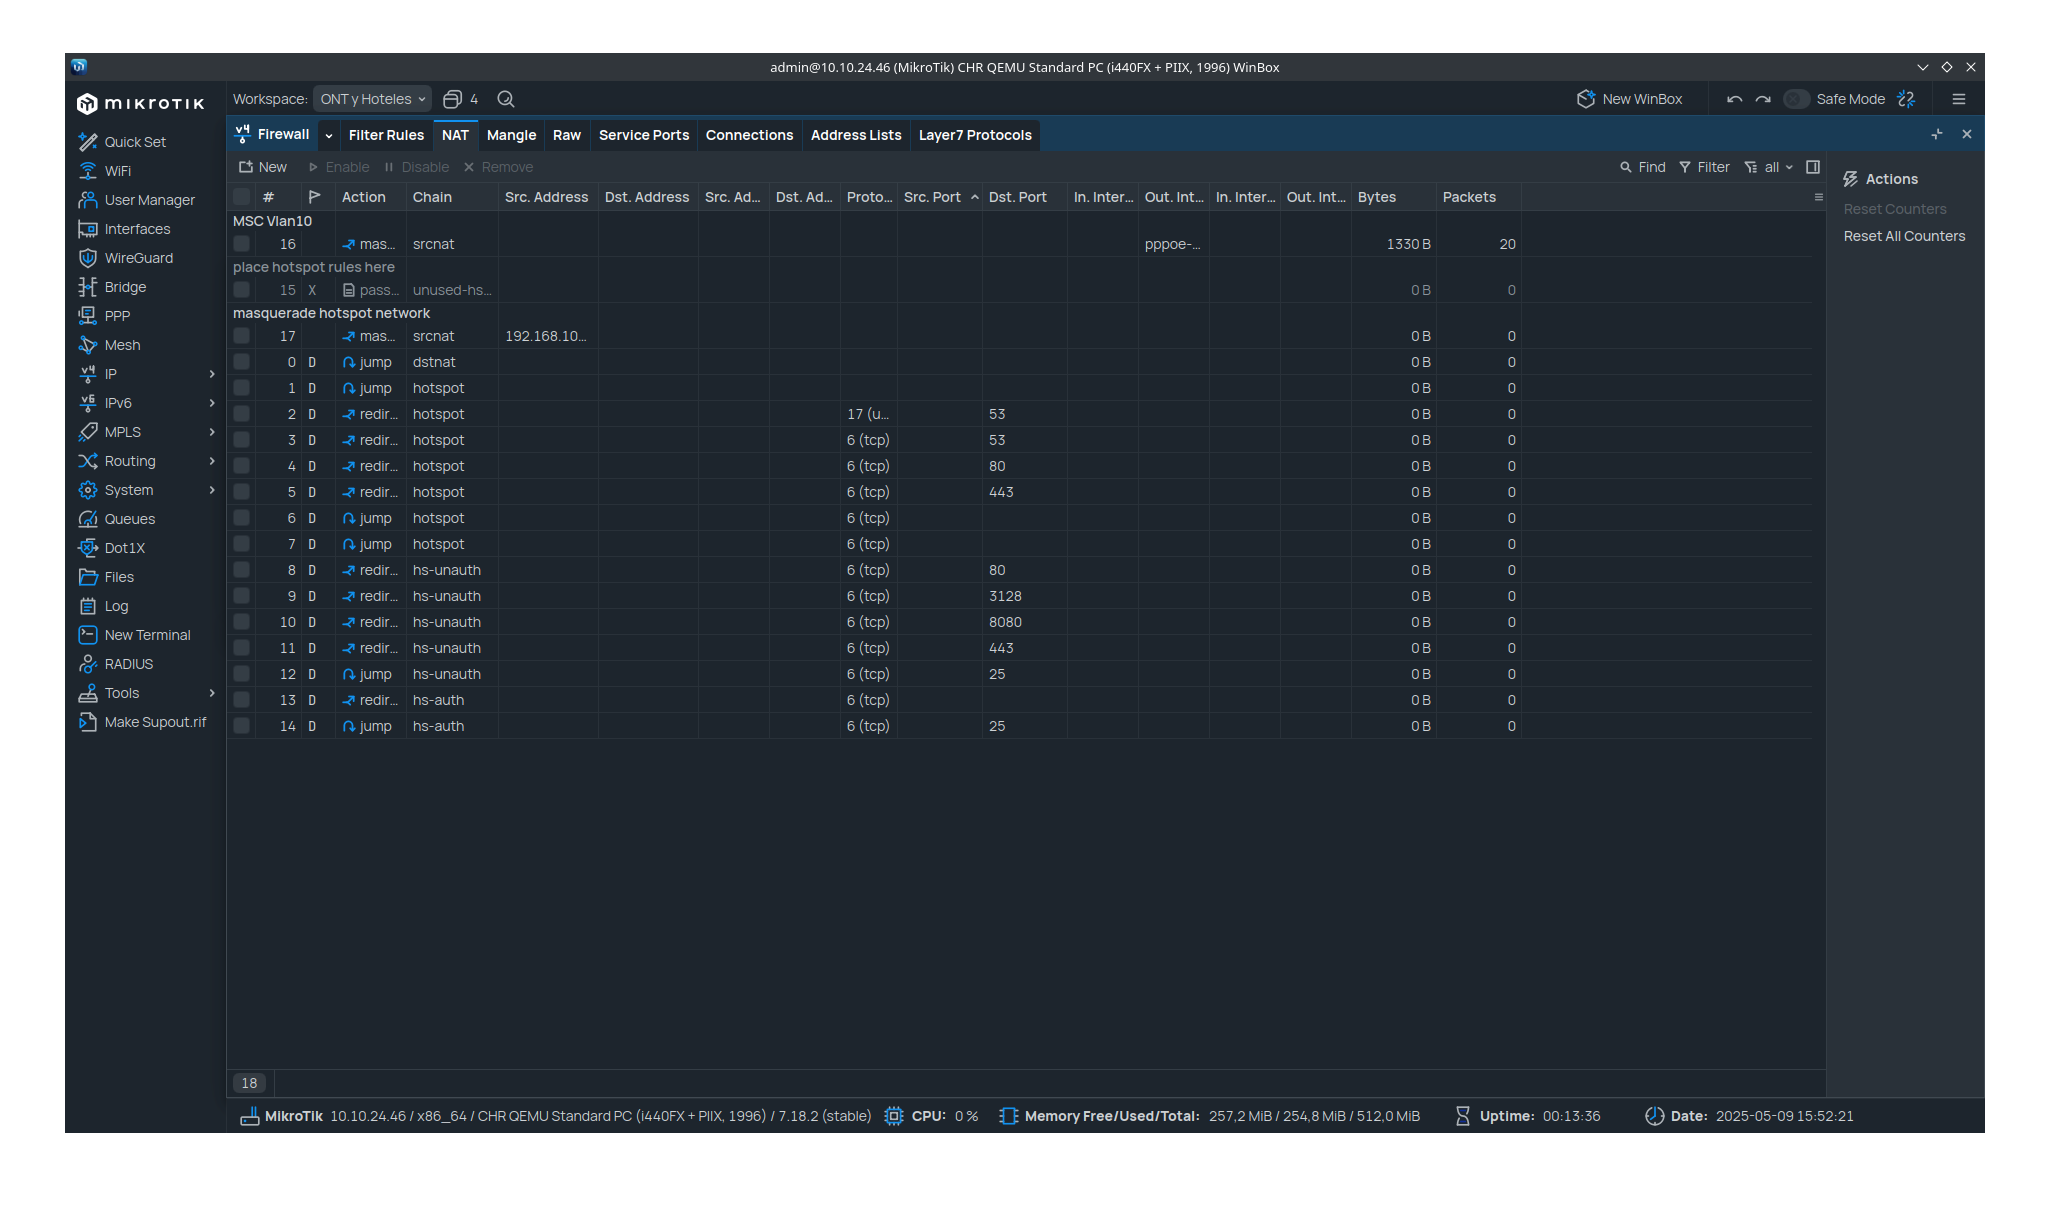 admin@10.10.24.46 (MikroTik) CHR QEMU Standard PC (i440FX + PIIX, 1996) WinBox
MIKROTIK
Workspace: ONT y Hoteles 4 New WinBox Safe Mode
Quick Set
WiFi
User Manager
Interfaces
WireGuard
Bridge
PPP
Mesh
IP
IPv6
MPLS
Routing
System
Queues
Dot1X
Files
Log
New Terminal
RADIUS
Tools
Make Supout.rif
Firewall Filter Rules NAT Mangle Raw Service Ports Connections Address Lists Layer7 Protocols
New Enable Disable Remove Find Filter all
# Action Chain Src. Address Dst. Address Src. Ad... Dst. Ad... Proto... Src. Port Dst. Port In. Inter... Out. Int... In. Inter... Out. Int... Bytes Packets
MSC Vlan10
16 mas... srcnat pppoe-... 1330 B 20
place hotspot rules here
15 X pass... unused-hs... 0 B 0
masquerade hotspot network
17 mas... srcnat 192.168.10... 0 B 0
0 D jump dstnat 0 B 0
1 D jump hotspot 0 B 0
2 D redir... hotspot 17 (u... 53 0 B 0
3 D redir... hotspot 6 (tcp) 53 0 B 0
4 D redir... hotspot 6 (tcp) 80 0 B 0
5 D redir... hotspot 6 (tcp) 443 0 B 0
6 D jump hotspot 6 (tcp) 0 B 0
7 D jump hotspot 6 (tcp) 0 B 0
8 D redir... hs-unauth 6 (tcp) 80 0 B 0
9 D redir... hs-unauth 6 (tcp) 3128 0 B 0
10 D redir... hs-unauth 6 (tcp) 8080 0 B 0
11 D redir... hs-unauth 6 (tcp) 443 0 B 0
12 D jump hs-unauth 6 (tcp) 25 0 B 0
13 D redir... hs-auth 6 (tcp) 0 B 0
14 D jump hs-auth 6 (tcp) 25 0 B 0
Actions
Reset Counters
Reset All Counters
18
MikroTik 10.10.24.46 / x86_64 / CHR QEMU Standard PC (i440FX + PIIX, 1996) / 7.18.2 (stable) CPU: 0 % Memory Free/Used/Total: 257,2 MiB / 254,8 MiB / 512,0 MiB Uptime: 00:13:36 Date: 2025-05-09 15:52:21